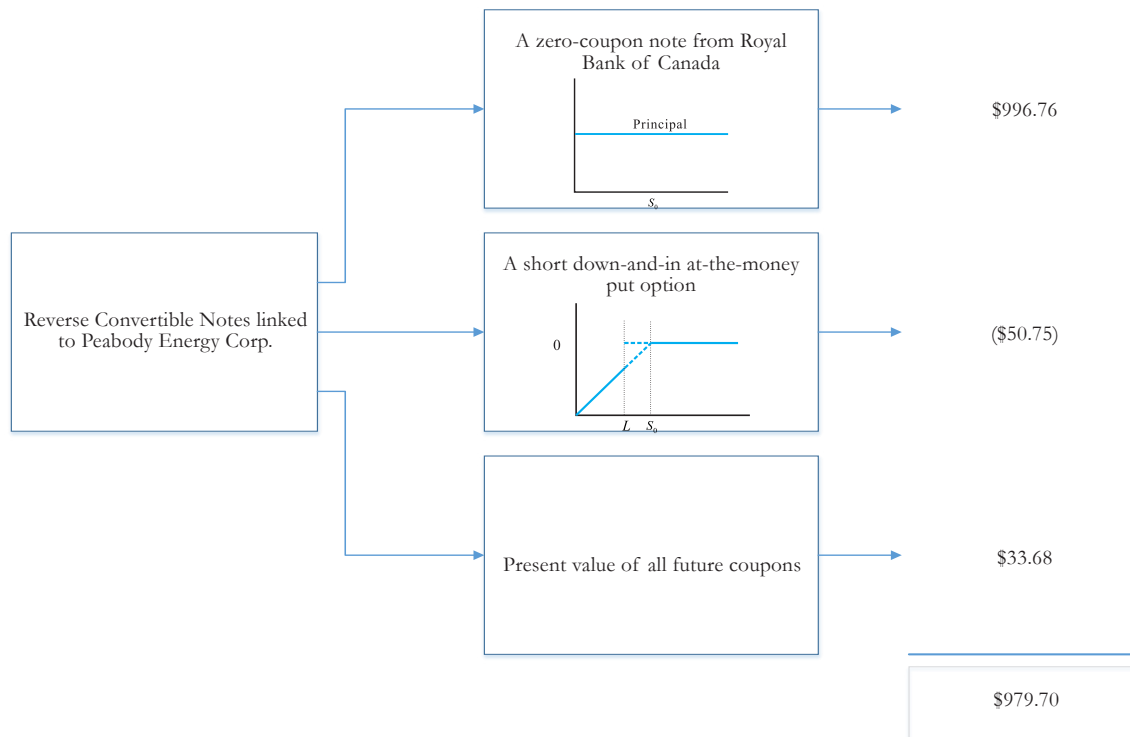 A zero-coupon note from Royal
Bank of Canada
Principal
S₀
$996.76
Reverse Convertible Notes linked
to Peabody Energy Corp.
A short down-and-in at-the-money
put option
0
L S₀
($50.75)
Present value of all future coupons
$33.68
$979.70